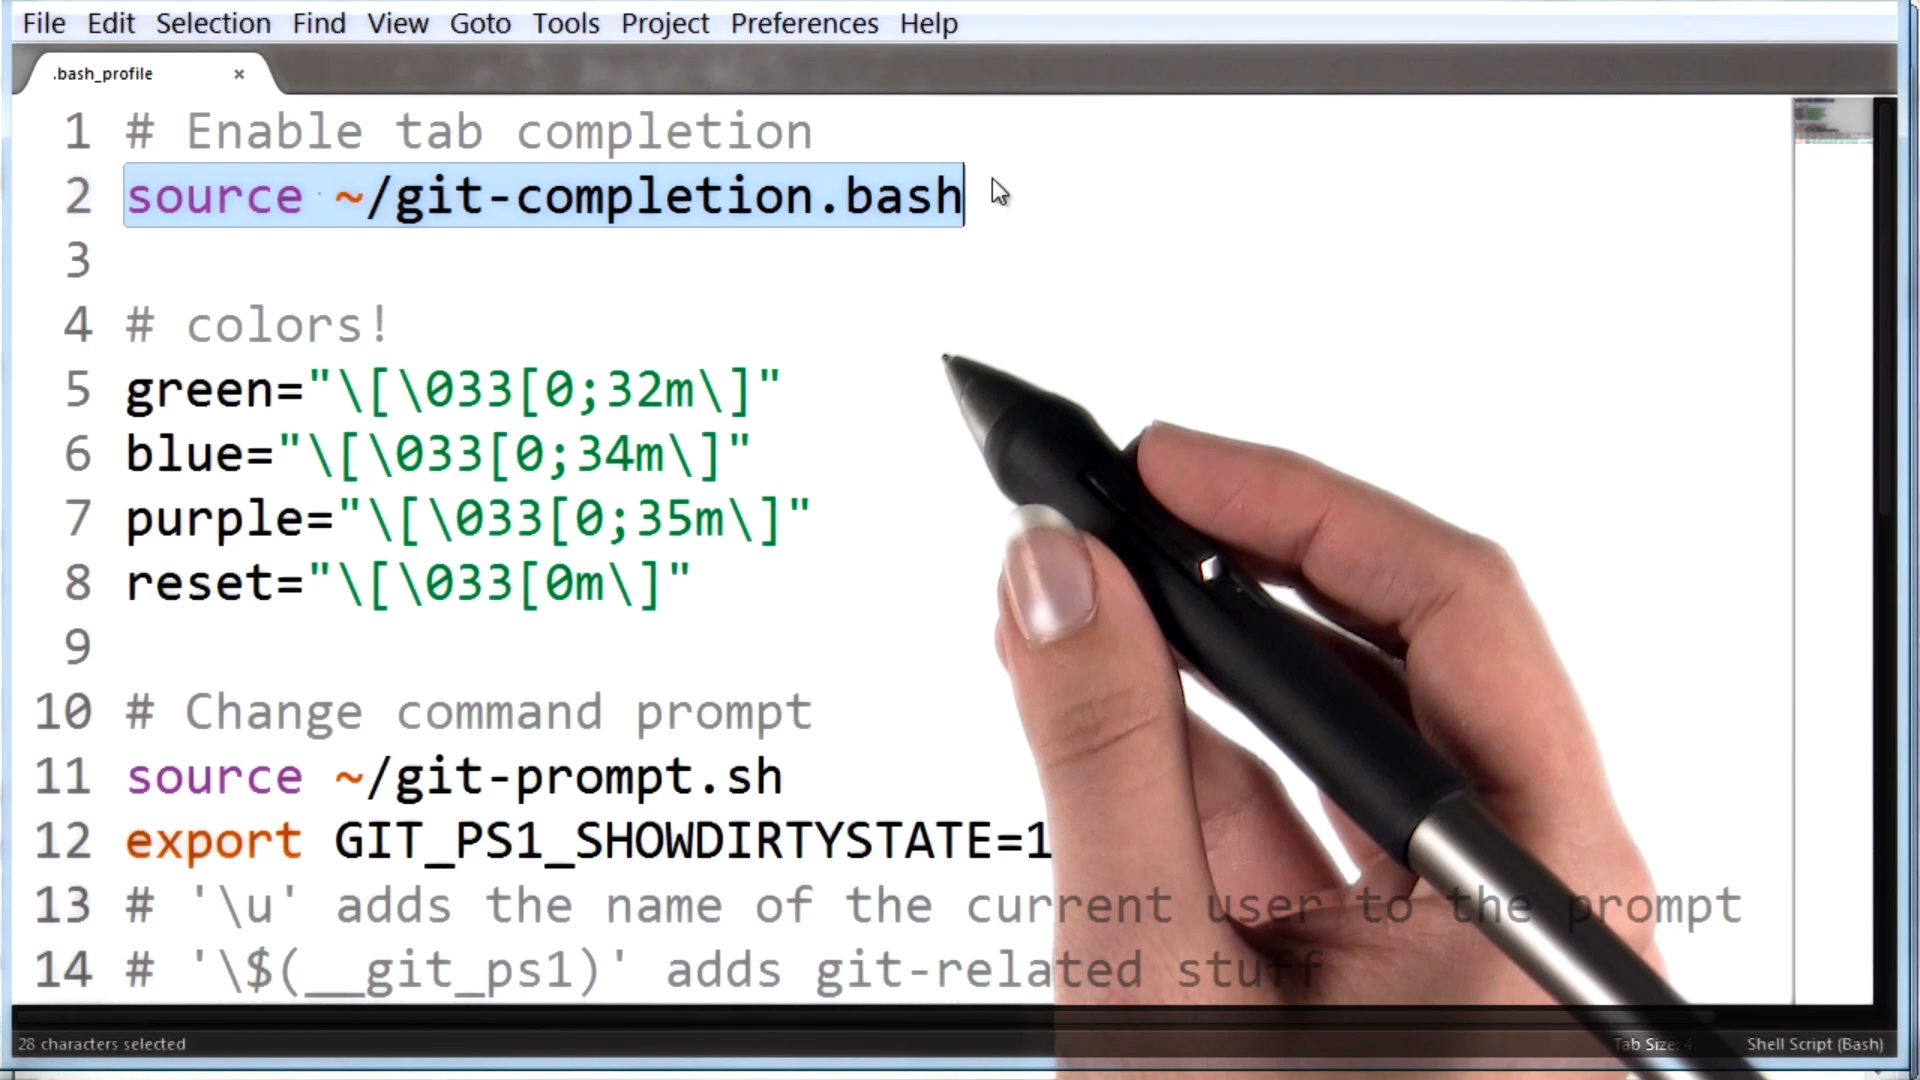 File Edit Selection Find View Goto Tools Project Preferences Help
.bash_profile ×
1 # Enable tab completion
2 source ~/git-completion.bash
3
4 # colors!
5 green="\[\033[0;32m\]"
6 blue="\[\033[0;34m\]"
7 purple="\[\033[0;35m\]"
8 reset="\[\033[0m\]"
9
10 # Change command prompt
11 source ~/git-prompt.sh
12 export GIT_PS1_SHOWDIRTYSTATE=1
13 # '\u' adds the name of the current user to the prompt
14 # '\$(__git_ps1)' adds git-related stuff
28 characters selected Tab Size: 4 Shell Script (Bash)